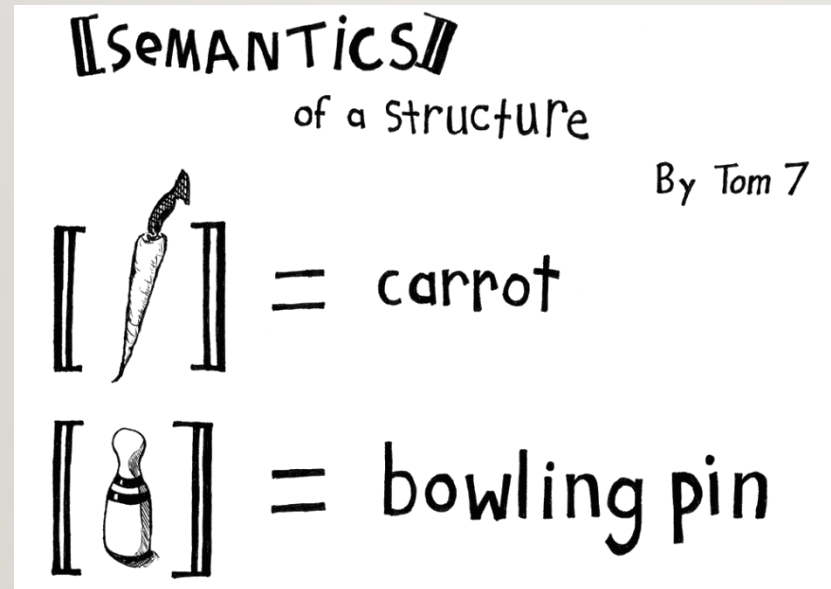 ⟦SeMANTiCS⟧
of a Structure
By Tom 7
⟦ ⟧ = carrot
⟦ ⟧ = bowling pin